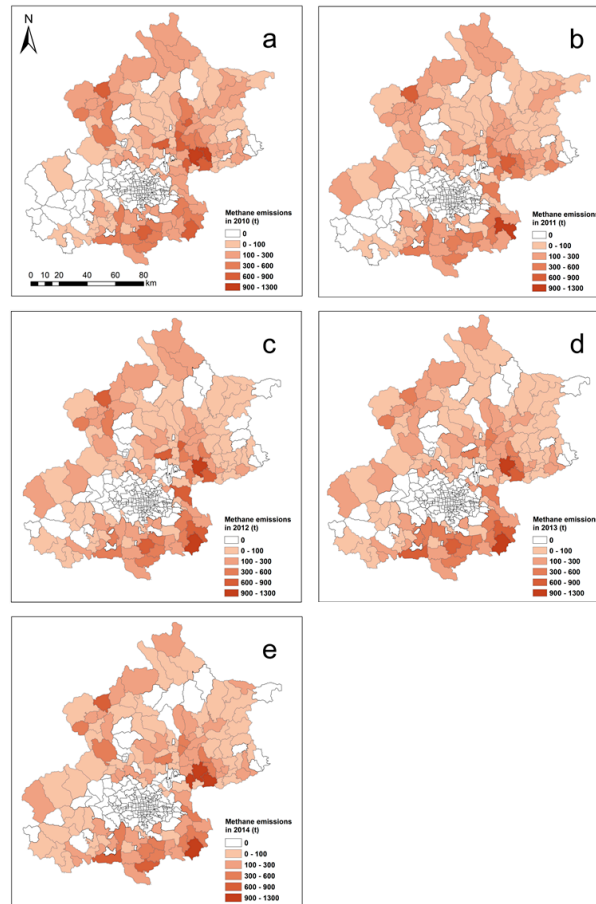 N
a
Methane emissions
in 2010 (t)
0
0 - 100
100 - 300
300 - 600
600 - 900
900 - 1300
0 10 20 40 60 80
km
b
Methane emissions
in 2011 (t)
0
0 - 100
100 - 300
300 - 600
600 - 900
900 - 1300
c
Methane emissions
in 2012 (t)
0
0 - 100
100 - 300
300 - 600
600 - 900
900 - 1300
d
Methane emissions
in 2013 (t)
0
0 - 100
100 - 300
300 - 600
600 - 900
900 - 1300
e
Methane emissions
in 2014 (t)
0
0 - 100
100 - 300
300 - 600
600 - 900
900 - 1300